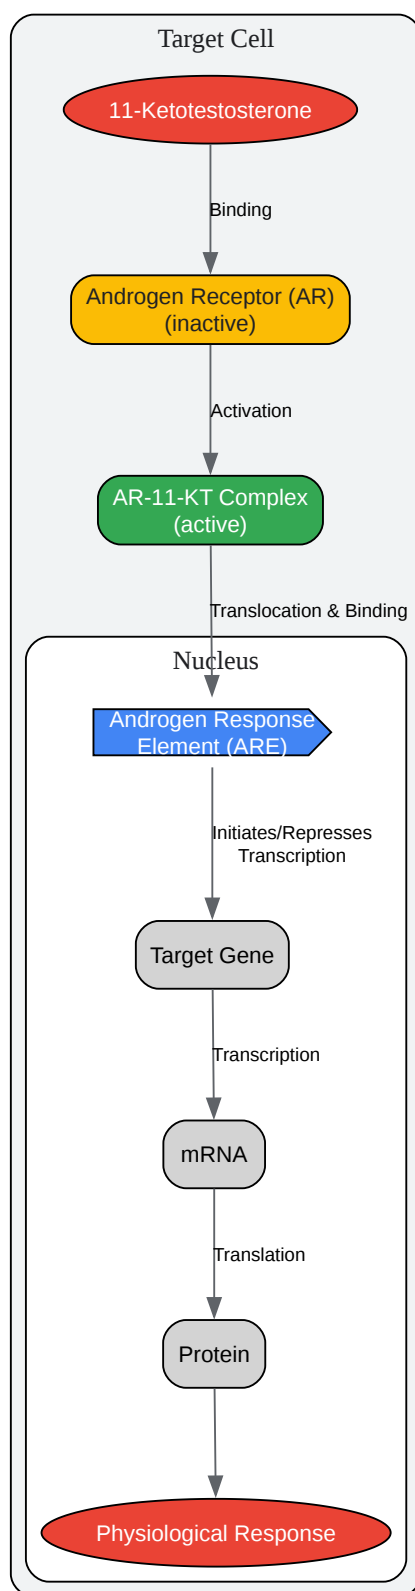 Target Cell
11-Ketotestosterone
Binding
Androgen Receptor (AR)
(inactive)
Activation
AR-11-KT Complex
(active)
Translocation & Binding
Nucleus
Androgen Response
Element (ARE)
Initiates/Represses
Transcription
Target Gene
Transcription
mRNA
Translation
Protein
Physiological Response